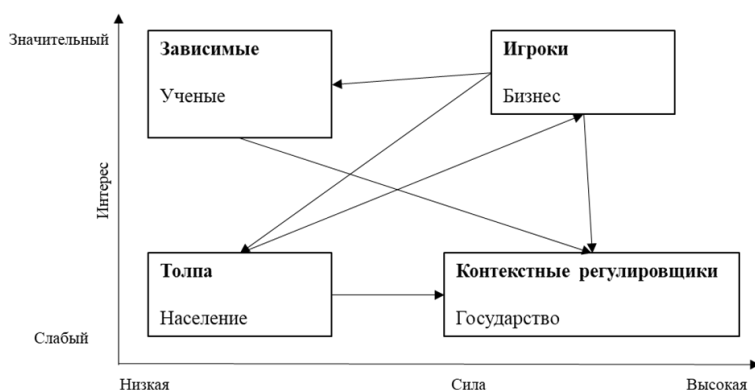 Значительный
Зависимые
Ученые
Игроки
Бизнес
Интерес
Толпа
Население
Контекстные регулировщики
Государство
Слабый
Низкая
Сила
Высокая